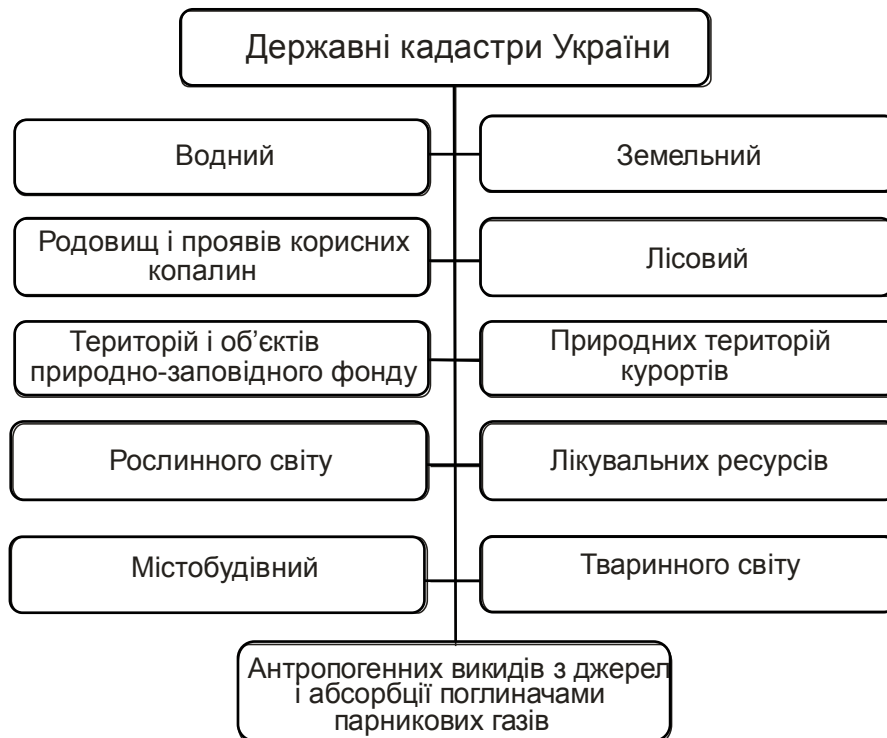 Державні кадастри України
Водний
Земельний
Родовищ і проявів корисних
копалин
Лісовий
Територій і об’єктів
природно-заповідного фонду
Природних територій
курортів
Рослинного світу
Лікувальних ресурсів
Містобудівний
Тваринного світу
Антропогенних викидів з джерел
і абсорбції поглиначами
парникових газів